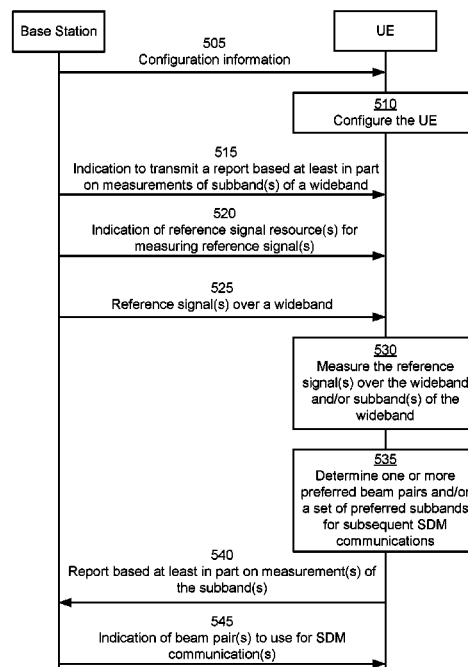 Base Station
UE
505
Configuration information
510
Configure the UE
515
Indication to transmit a report based at least in part
on measurements of subband(s) of a wideband
520
Indication of reference signal resource(s) for
measuring reference signal(s)
525
Reference signal(s) over a wideband
530
Measure the reference
signal(s) over the wideband
and/or subband(s) of the
wideband
535
Determine one or more
preferred beam pairs and/or
a set of preferred subbands
for subsequent SDM
communications
540
Report based at least in part on measurement(s) of
the subband(s)
545
Indication of beam pair(s) to use for SDM
communication(s)